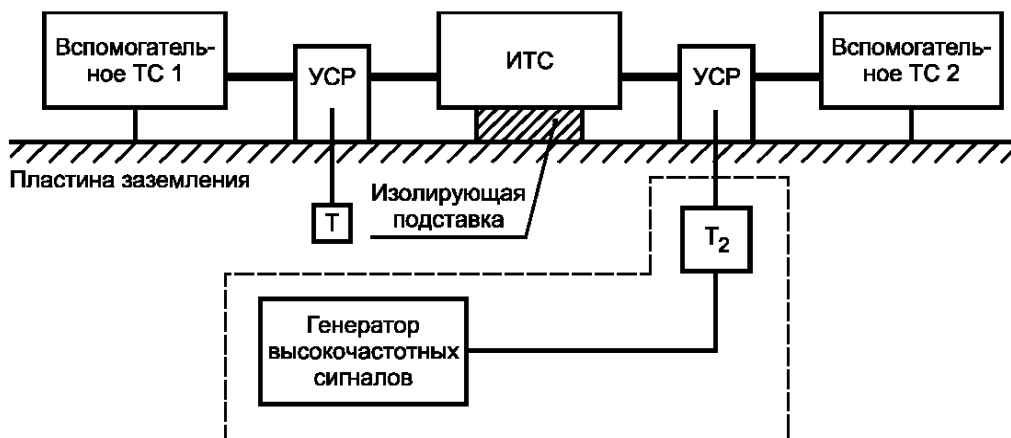 Вспомогатель-
ное ТС 1
УСР
ИТС
УСР
Вспомогатель-
ное ТС 2
Пластина заземления
Изолирующая
подставка
Т
Т2
Генератор
высокочастотных
сигналов